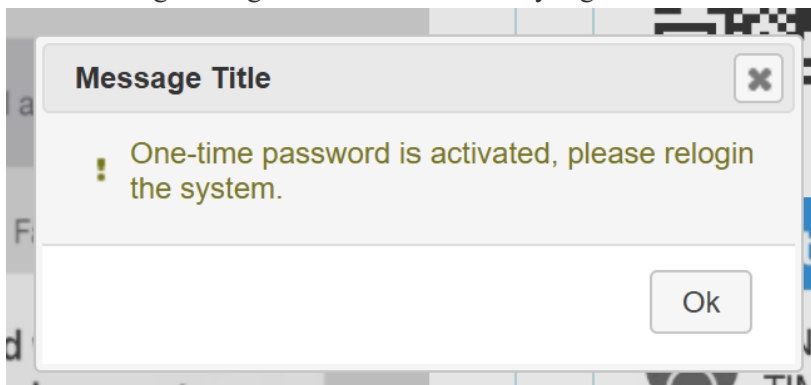 Message Title
One-time password is activated, please relogin
the system.
Ok